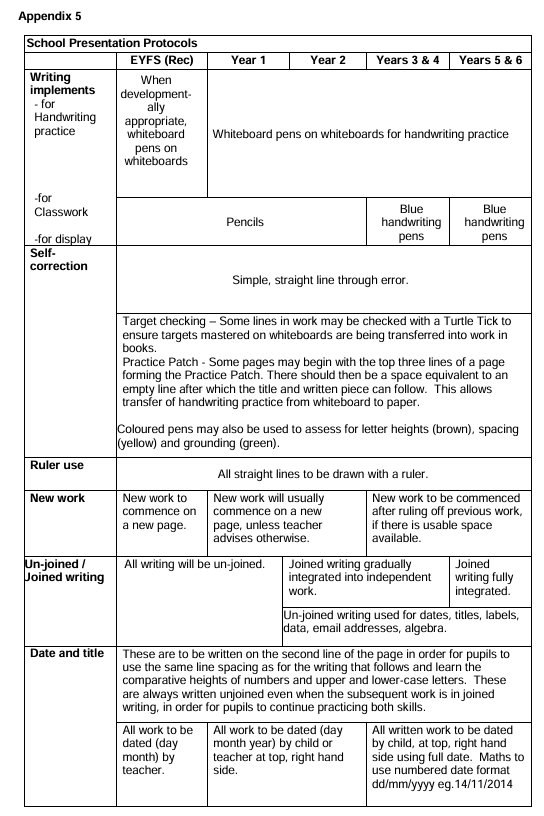 Appendix 5
School Presentation Protocols
EYFS (Rec) Year 1 Year 2 Years 3 & 4 Years 5 & 6
Writing
implements
- for
Handwriting
practice
When
development-
ally
appropriate,
whiteboard
pens on
whiteboards
Whiteboard pens on whiteboards for handwriting practice
-for
Classwork
-for display
Pencils
Blue
handwriting
pens
Blue
handwriting
pens
Self-
correction
Simple, straight line through error.
Target checking – Some lines in work may be checked with a Turtle Tick to
ensure targets mastered on whiteboards are being transferred into work in
books.
Practice Patch - Some pages may begin with the top three lines of a page
forming the Practice Patch. There should then be a space equivalent to an
empty line after which the title and written piece can follow. This allows
transfer of handwriting practice from whiteboard to paper.
Coloured pens may also be used to assess for letter heights (brown), spacing
(yellow) and grounding (green).
Ruler use
All straight lines to be drawn with a ruler.
New work
New work to
commence on
a new page.
New work will usually
commence on a new
page, unless teacher
advises otherwise.
New work to be commenced
after ruling off previous work,
if there is usable space
available.
Un-joined /
Joined writing
All writing will be un-joined.
Joined writing gradually
integrated into independent
work.
Joined
writing fully
integrated.
Un-joined writing used for dates, titles, labels,
data, email addresses, algebra.
Date and title
These are to be written on the second line of the page in order for pupils to
use the same line spacing as for the writing that follows and learn the
comparative heights of numbers and upper and lower-case letters. These
are always written unjoined even when the subsequent work is in joined
writing, in order for pupils to continue practicing both skills.
All work to be
dated (day
month) by
teacher.
All work to be dated (day
month year) by child or
teacher at top, right hand
side.
All written work to be dated
by child, at top, right hand
side using full date. Maths to
use numbered date format
dd/mm/yyyy eg.14/11/2014